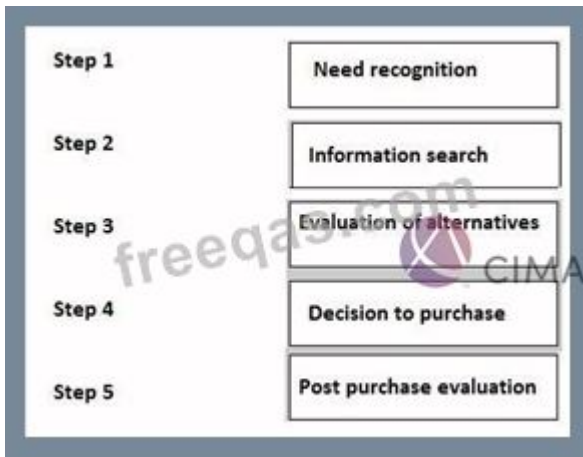 Step 1 Need recognition
Step 2 Information search
Step 3 Evaluation of alternatives
freeqas.com
CIMA
Step 4 Decision to purchase
Step 5 Post purchase evaluation